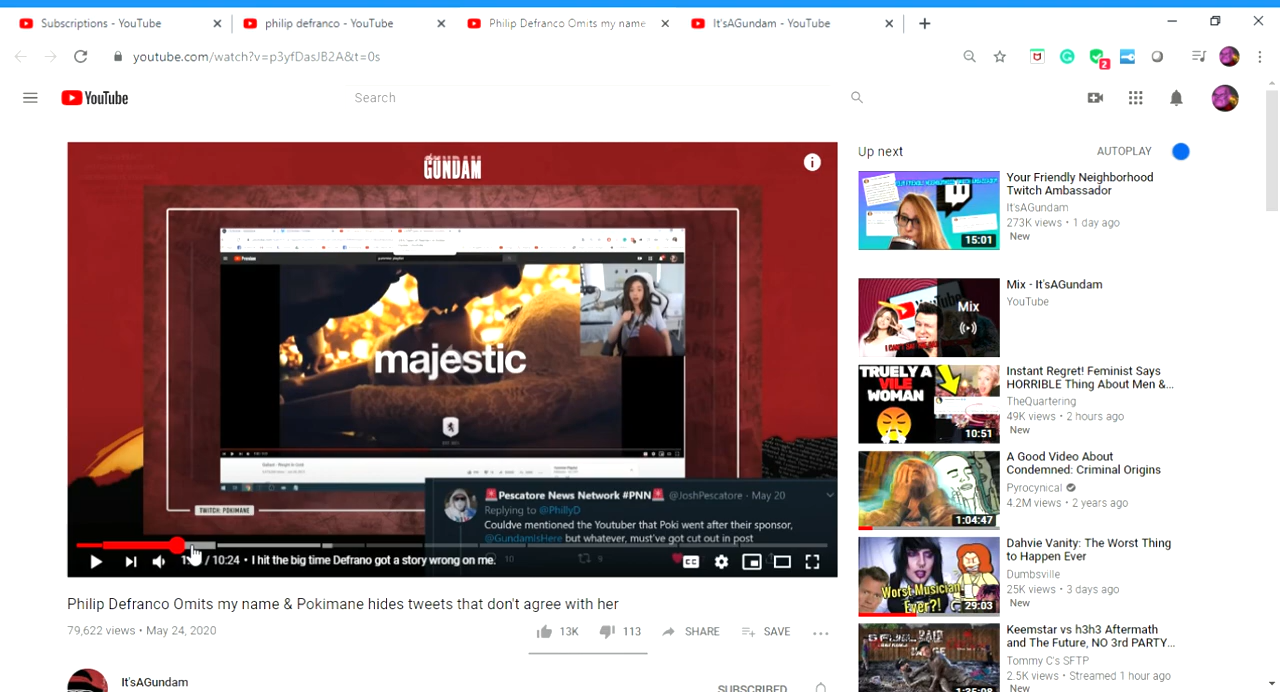 Subscriptions - YouTube
philip defranco - YouTube
Philip Defranco Omits my name
It'sAGundam - YouTube
youtube.com/watch?v=p3yfDasJB2A&t=0s
2
YouTube
Search
GUNDAM
majestic
TWITCH: POKIMANE
🚨Pescatore News Network #PNN🚨 @JoshPescatore - May 20
Replying to @PhillyD
Couldve mentioned the Youtuber that Poki went after their sponsor,
@GundamIsHere but whatever, must've got cut out in post
10
9
/ 10:24 • I hit the big time Defrano got a story wrong on me.
CC
Philip Defranco Omits my name & Pokimane hides tweets that don't agree with her
79,622 views • May 24, 2020
13K
113
SHARE
SAVE
It'sAGundam
SUBSCRIBED
Up next
AUTOPLAY
15:01
Your Friendly Neighborhood
Twitch Ambassador
It'sAGundam
273K views • 1 day ago
New
Mix
Mix - It'sAGundam
YouTube
TRUELY A
VILE
WOMAN
10:51
Instant Regret! Feminist Says
HORRIBLE Thing About Men &...
TheQuartering
49K views • 2 hours ago
New
1:04:47
A Good Video About
Condemned: Criminal Origins
Pyrocynical
4.2M views • 2 years ago
Worst Musician
Ever?!
29:03
Dahvie Vanity: The Worst Thing
to Happen Ever
Dumbsville
25K views • 3 days ago
New
1:35:08
Keemstar vs h3h3 Aftermath
and The Future, NO 3rd PARTY...
Tommy C's SFTP
2.5K views • Streamed 1 hour ago
New